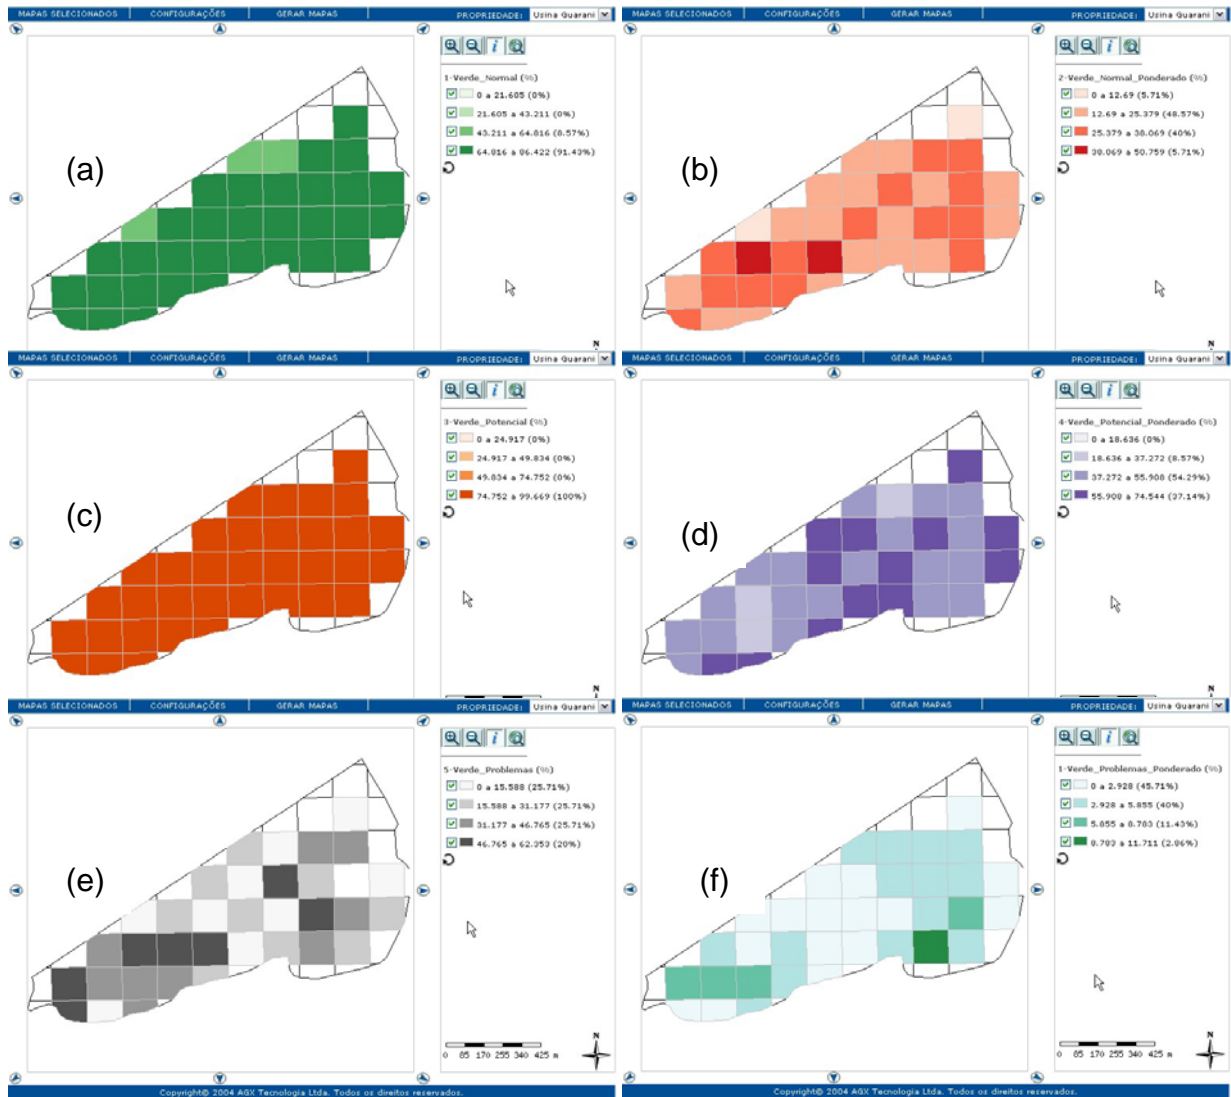 MAPAS SELECIONADOS CONFIGURAÇÕES GERAR MAPAS PROPRIEDADE: Usina Guarani
1-Verde_Normal (%)
0 a 21.605 (0%)
21.605 a 43.211 (0%)
43.211 a 64.816 (8.57%)
64.816 a 86.422 (91.43%)
(a)
N
MAPAS SELECIONADOS CONFIGURAÇÕES GERAR MAPAS PROPRIEDADE: Usina Guarani
2-Verde_Normal_Ponderado (%)
0 a 12.69 (5.71%)
12.69 a 25.379 (48.57%)
25.379 a 38.069 (40%)
38.069 a 50.759 (5.71%)
(b)
N
MAPAS SELECIONADOS CONFIGURAÇÕES GERAR MAPAS PROPRIEDADE: Usina Guarani
3-Verde_Potencial (%)
0 a 24.917 (0%)
24.917 a 49.834 (0%)
49.834 a 74.752 (0%)
74.752 a 99.669 (100%)
(c)
N
MAPAS SELECIONADOS CONFIGURAÇÕES GERAR MAPAS PROPRIEDADE: Usina Guarani
4-Verde_Potencial_Ponderado (%)
0 a 18.636 (0%)
18.636 a 37.272 (8.57%)
37.272 a 55.908 (54.29%)
55.908 a 74.544 (37.14%)
(d)
N
MAPAS SELECIONADOS CONFIGURAÇÕES GERAR MAPAS PROPRIEDADE: Usina Guarani
5-Verde_Problemas (%)
0 a 15.588 (25.71%)
15.588 a 31.177 (25.71%)
31.177 a 46.765 (25.71%)
46.765 a 62.353 (20%)
(e)
N
0 85 170 255 340 425 m
MAPAS SELECIONADOS CONFIGURAÇÕES GERAR MAPAS PROPRIEDADE: Usina Guarani
1-Verde_Problemas_Ponderado (%)
0 a 2.928 (45.71%)
2.928 a 5.855 (40%)
5.855 a 8.783 (11.43%)
8.783 a 11.711 (2.86%)
(f)
N
0 85 170 255 340 425 m
Copyright© 2004 AGX Tecnologia Ltda. Todos os direitos reservados.
Copyright© 2004 AGX Tecnologia Ltda. Todos os direitos reservados.